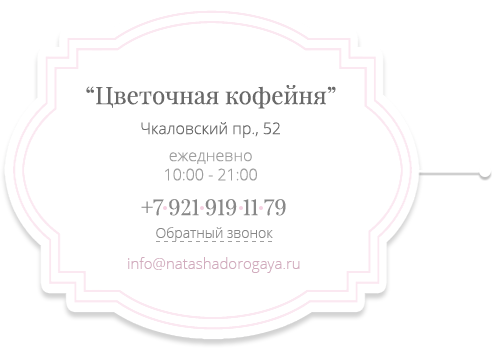 “Цветочная кофейня”
Чкаловский пр., 52
ежедневно
10:00 - 21:00
+7•921•919•11•79
Обратный звонок
info@natashadorogaya.ru